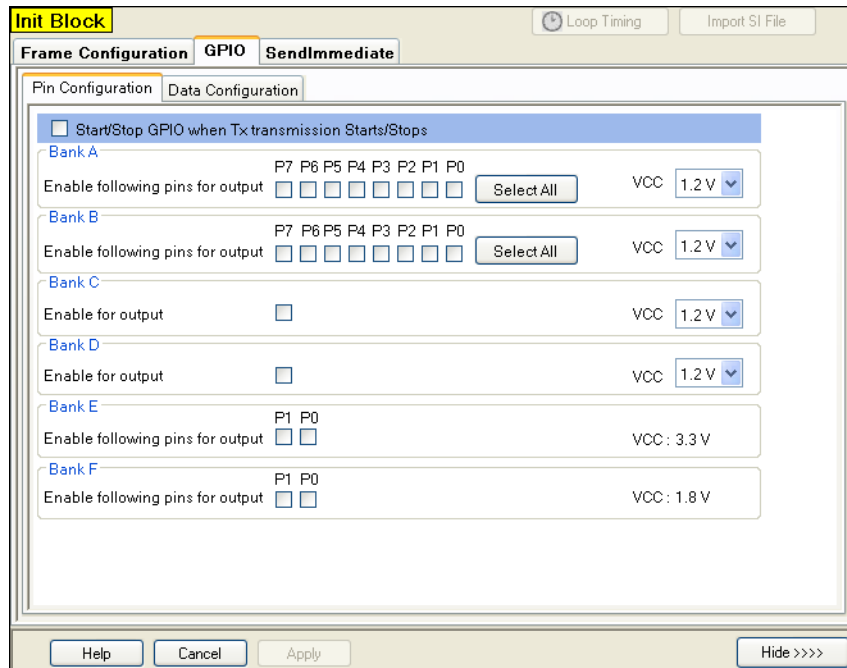 Init Block
Loop Timing Import SI File
Frame Configuration GPIO SendImmediate
Pin Configuration Data Configuration
Start/Stop GPIO when Tx transmission Starts/Stops
Bank A
P7 P6 P5 P4 P3 P2 P1 P0
Enable following pins for output Select All VCC 1.2 V
Bank B
P7 P6 P5 P4 P3 P2 P1 P0
Enable following pins for output Select All VCC 1.2 V
Bank C
Enable for output VCC 1.2 V
Bank D
Enable for output VCC 1.2 V
Bank E
P1 P0
Enable following pins for output VCC : 3.3 V
Bank F
P1 P0
Enable following pins for output VCC : 1.8 V
Help Cancel Apply Hide >>>>